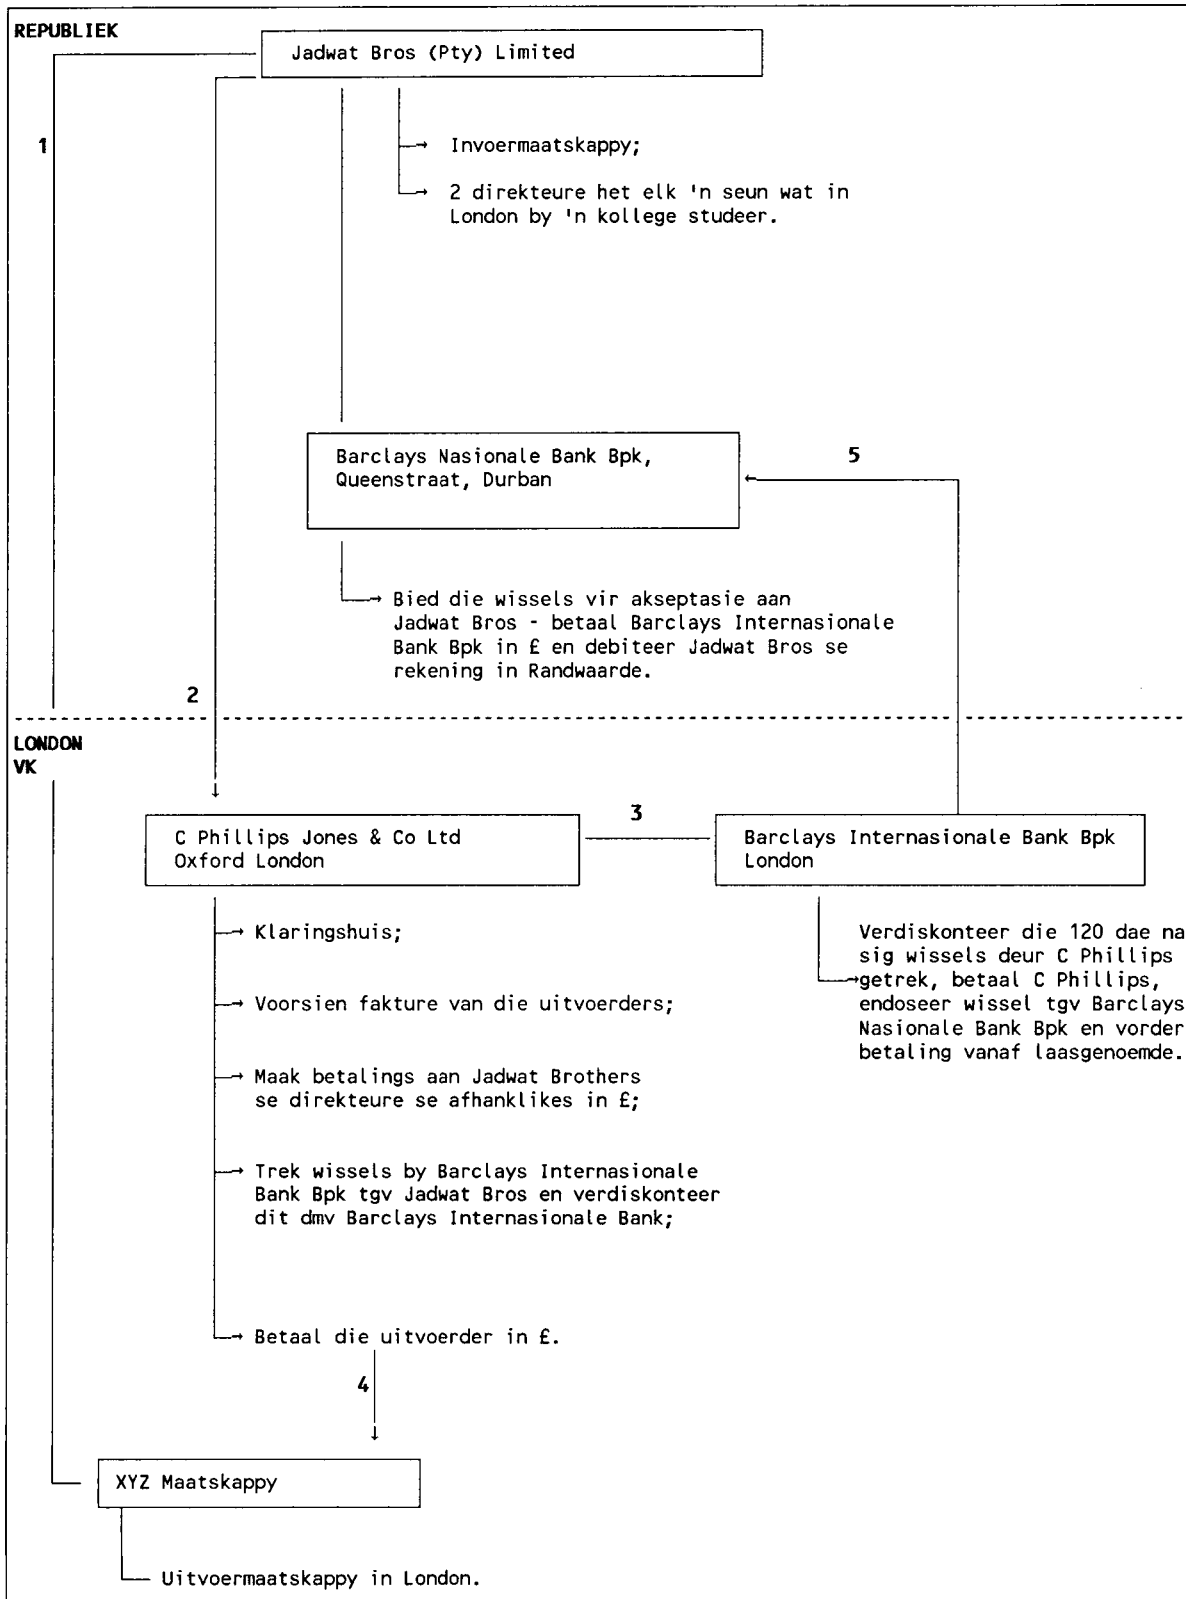 REPUBLIEK
Jadwat Bros (Pty) Limited
1
Invoermaatskappy;
2 direkteure het elk 'n seun wat in
London by 'n kollege studeer.
Barclays Nasionale Bank Bpk,
Queenstraat, Durban
5
Bied die wissels vir akseptasie aan
Jadwat Bros - betaal Barclays Internasionale
Bank Bpk in £ en debiteer Jadwat Bros se
rekening in Randwaarde.
2
LONDON
VK
C Phillips Jones & Co Ltd
Oxford London
3
Barclays Internasionale Bank Bpk
London
Klaringshuis;
Voorsien fakture van die uitvoerders;
Maak betalings aan Jadwat Brothers
se direkteure se afhanklikes in £;
Trek wissels by Barclays Internasionale
Bank Bpk tgv Jadwat Bros en verdiskonteer
dit dmv Barclays Internasionale Bank;
Betaal die uitvoerder in £.
Verdiskonteer die 120 dae na
sig wissels deur C Phillips
getrek, betaal C Phillips,
endoseer wissel tgv Barclays
Nasionale Bank Bpk en vorder
betaling vanaf laasgenoemde.
4
XYZ Maatskappy
Uitvoermaatskappy in London.